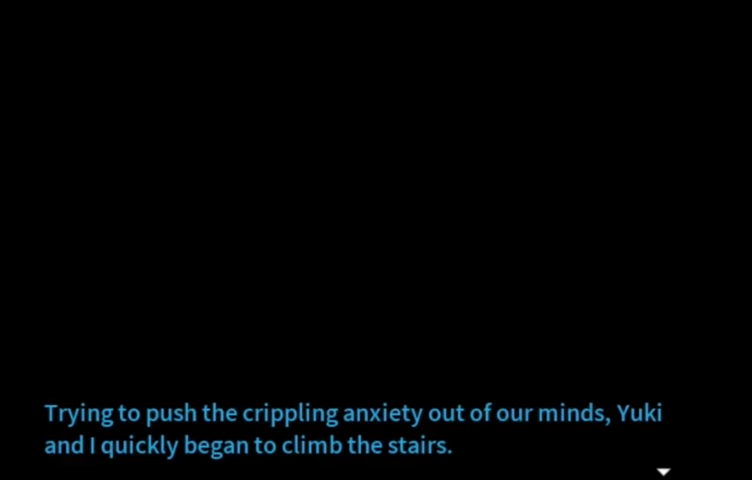 Trying to push the crippling anxiety out of our minds, Yuki
and I quickly began to climb the stairs.